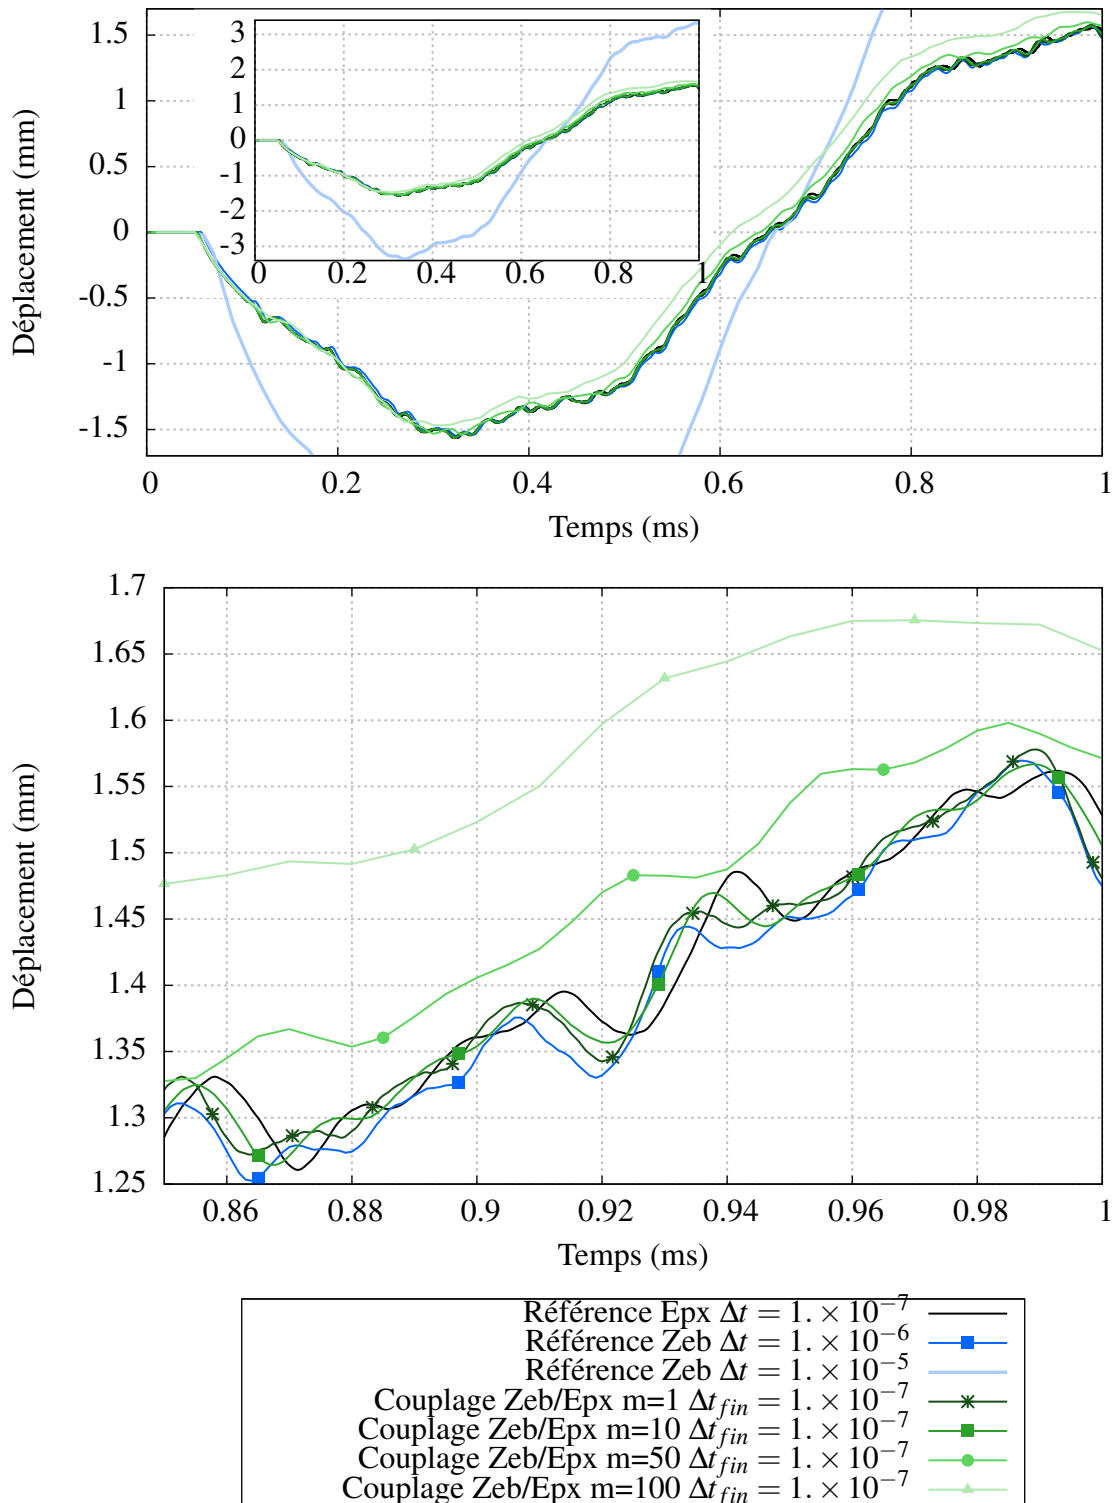 1.5
1
0.5
0
-0.5
-1
-1.5
Déplacement (mm)
3
2
1
0
-1
-2
-3
0 0.2 0.4 0.6 0.8 1
0 0.2 0.4 0.6 0.8 1
Temps (ms)
1.7
1.65
1.6
1.55
1.5
1.45
1.4
1.35
1.3
1.25
Déplacement (mm)
0.86 0.88 0.9 0.92 0.94 0.96 0.98 1
Temps (ms)
Référence Epx Δt = 1. × 10⁻⁷
Référence Zeb Δt = 1. × 10⁻⁶
Référence Zeb Δt = 1. × 10⁻⁵
Couplage Zeb/Epx m=1 Δt_fin = 1. × 10⁻⁷
Couplage Zeb/Epx m=10 Δt_fin = 1. × 10⁻⁷
Couplage Zeb/Epx m=50 Δt_fin = 1. × 10⁻⁷
Couplage Zeb/Epx m=100 Δt_fin = 1. × 10⁻⁷